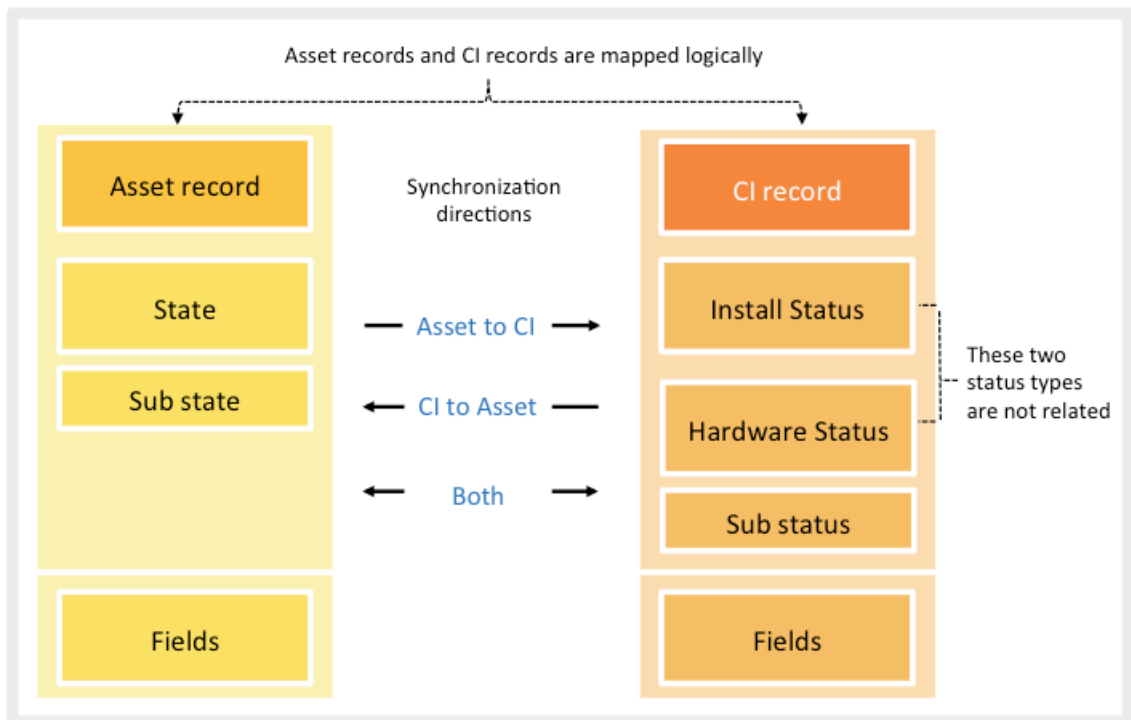 Asset records and CI records are mapped logically
Asset record
Synchronization
directions
CI record
State
Install Status
Asset to CI
These two
status types
are not related
Sub state
CI to Asset
Hardware Status
Both
Sub status
Fields
Fields